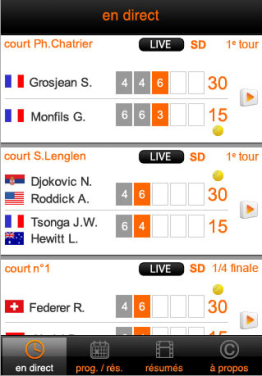 en direct
court Ph.Chatrier LIVE SD 1e tour
Grosjean S. 4 4 6 30
Monfils G. 6 6 3 15
court S.Lenglen LIVE SD 1e tour
Djokovic N.
Roddick A. 4 6 30
Tsonga J.W.
Hewitt L. 6 4 15
court n°1 LIVE SD 1/4 finale
Federer R. 4 6 30
en direct prog. / rés. résumés à propos